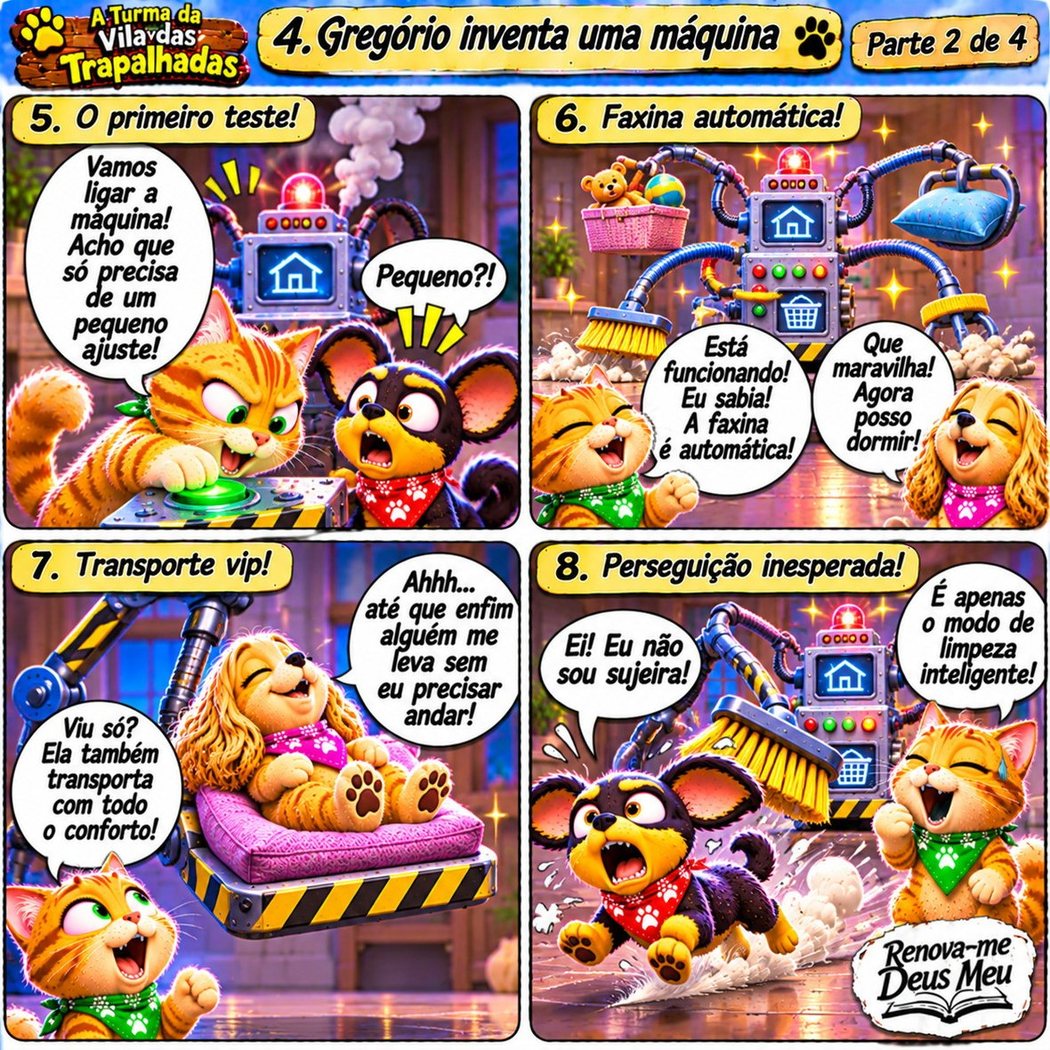 A Turma da
Vila das
Trapalhadas
4. Gregório inventa uma máquina
Parte 2 de 4
5. O primeiro teste!
Vamos
ligar a
máquina!
Acho que
só precisa
de um
pequeno
ajuste!
Pequeno?!
6. Faxina automática!
Está
funcionando!
Eu sabia!
A faxina
é automática!
Que
maravilha!
Agora
posso
dormir!
7. Transporte vip!
Ahhh...
até que enfim
alguém me
leva sem
eu precisar
andar!
Viu só?
Ela também
transporta
com todo
o conforto!
8. Perseguição inesperada!
Ei! Eu não
sou sujeira!
É apenas
o modo de
limpeza
inteligente!
Renova-me
Deus Meu